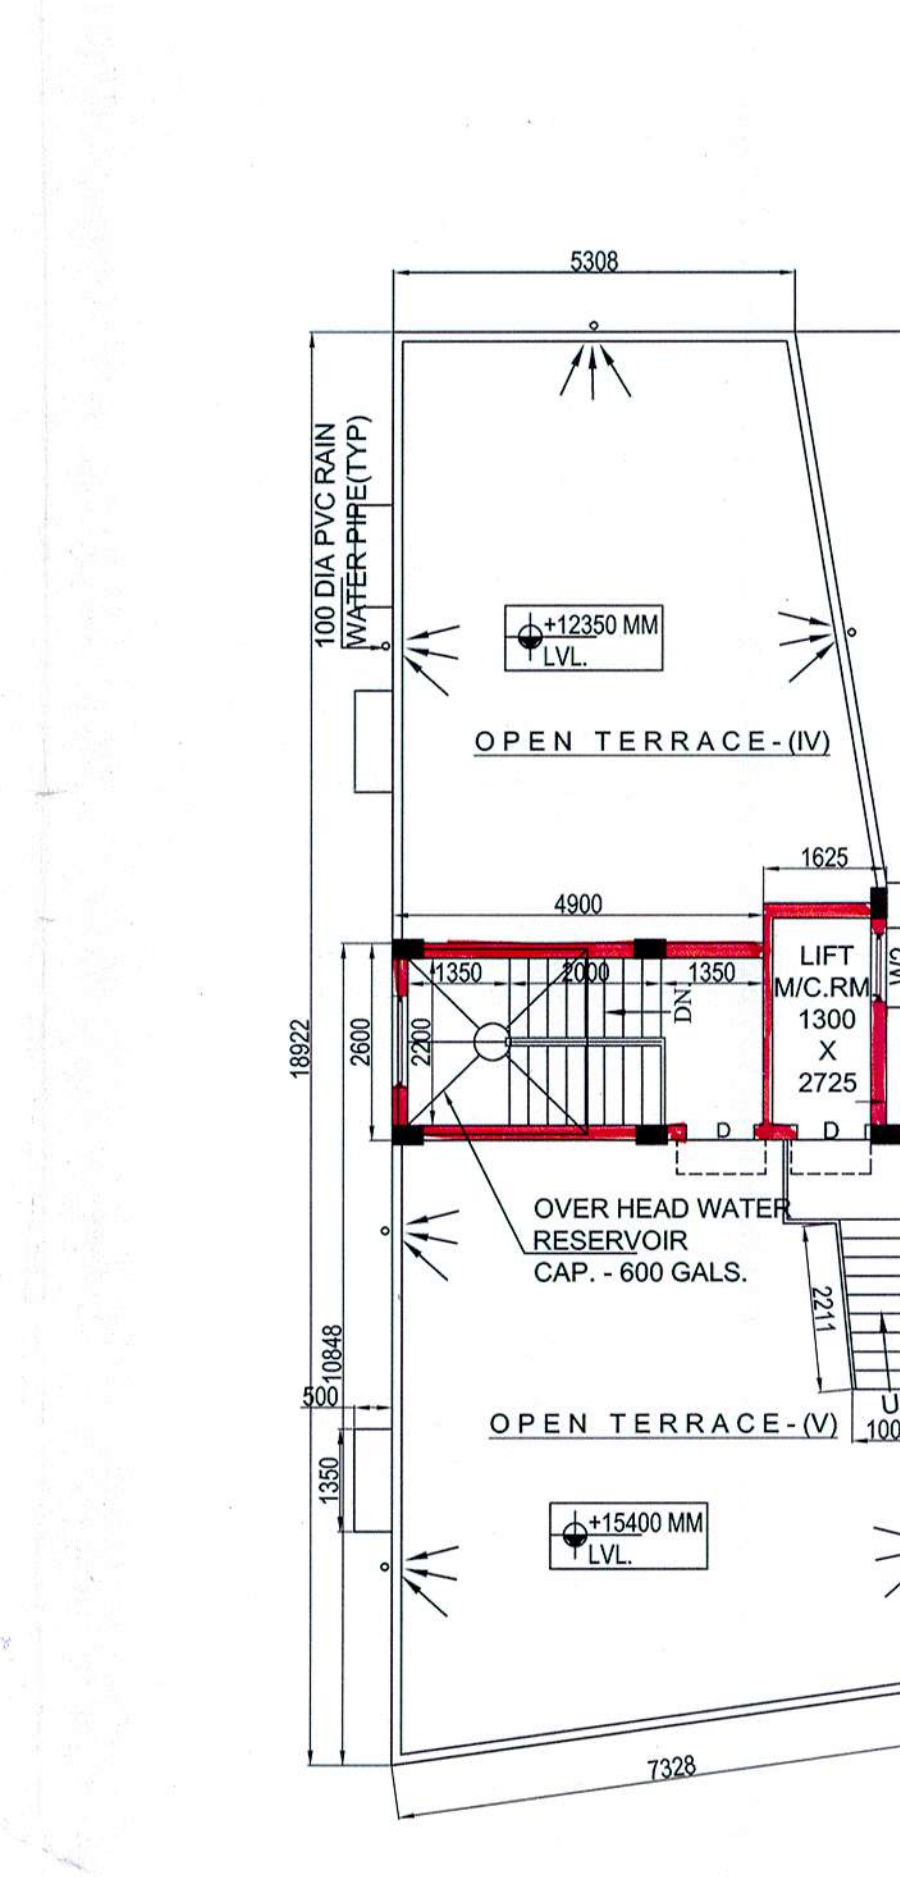 5308
100 DIA PVC RAIN
WATER PIPE(TYP)
+12350 MM
LVL.
OPEN TERRACE-(IV)
1625
4900
LIFT
M/C.RM
1300
X
2725
1350
2000
1350
DN.
2200
2600
18922
D
D
OVER HEAD WATER
RESERVOIR
CAP. - 600 GALS.
2211
10848
500
1350
OPEN TERRACE-(V)
U
100
+15400 MM
LVL.
7328